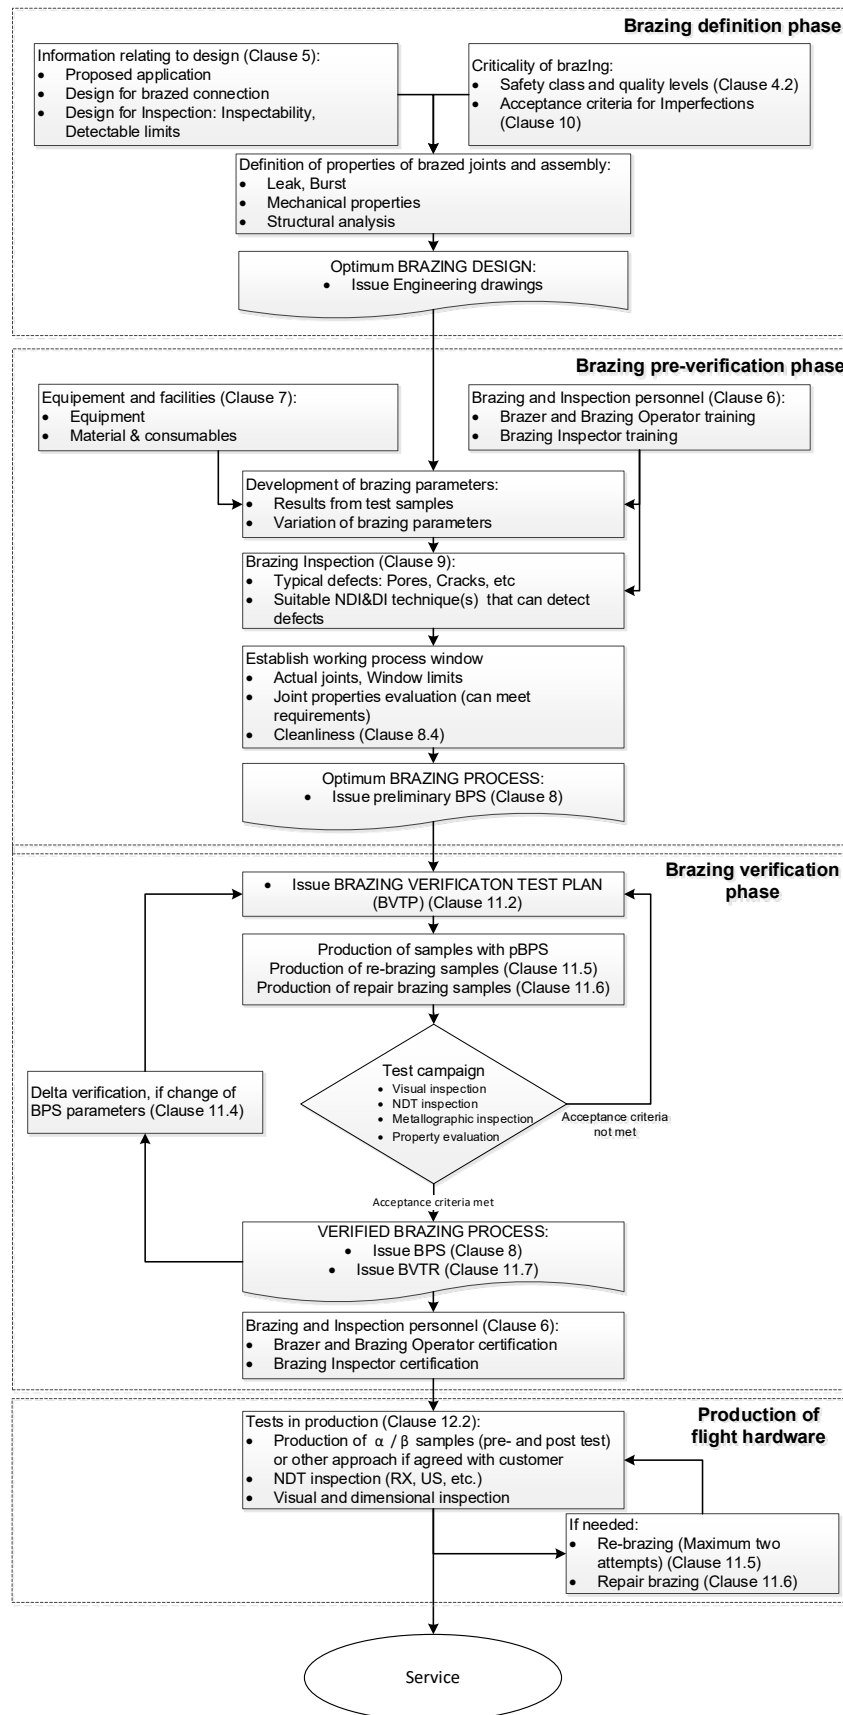 Brazing definition phase
Information relating to design (Clause 5):
• Proposed application
• Design for brazed connection
• Design for Inspection: Inspectability,
Detectable limits
Criticality of brazIng:
• Safety class and quality levels (Clause 4.2)
• Acceptance criteria for Imperfections
(Clause 10)
Definition of properties of brazed joints and assembly:
• Leak, Burst
• Mechanical properties
• Structural analysis
Optimum BRAZING DESIGN:
• Issue Engineering drawings
Brazing pre-verification phase
Equipement and facilities (Clause 7):
• Equipment
• Material & consumables
Brazing and Inspection personnel (Clause 6):
• Brazer and Brazing Operator training
• Brazing Inspector training
Development of brazing parameters:
• Results from test samples
• Variation of brazing parameters
Brazing Inspection (Clause 9):
• Typical defects: Pores, Cracks, etc
• Suitable NDI&DI technique(s) that can detect
defects
Establish working process window
• Actual joints, Window limits
• Joint properties evaluation (can meet
requirements)
• Cleanliness (Clause 8.4)
Optimum BRAZING PROCESS:
• Issue preliminary BPS (Clause 8)
Brazing verification
phase
• Issue BRAZING VERIFICATON TEST PLAN
(BVTP) (Clause 11.2)
Production of samples with pBPS
Production of re-brazing samples (Clause 11.5)
Production of repair brazing samples (Clause 11.6)
Test campaign
• Visual inspection
• NDT inspection
• Metallographic inspection
• Property evaluation
Acceptance criteria
not met
Delta verification, if change of
BPS parameters (Clause 11.4)
Acceptance criteria met
VERIFIED BRAZING PROCESS:
• Issue BPS (Clause 8)
• Issue BVTR (Clause 11.7)
Brazing and Inspection personnel (Clause 6):
• Brazer and Brazing Operator certification
• Brazing Inspector certification
Production of
flight hardware
Tests in production (Clause 12.2):
• Production of α / β samples (pre- and post test)
or other approach if agreed with customer
• NDT inspection (RX, US, etc.)
• Visual and dimensional inspection
If needed:
• Re-brazing (Maximum two
attempts) (Clause 11.5)
• Repair brazing (Clause 11.6)
Service